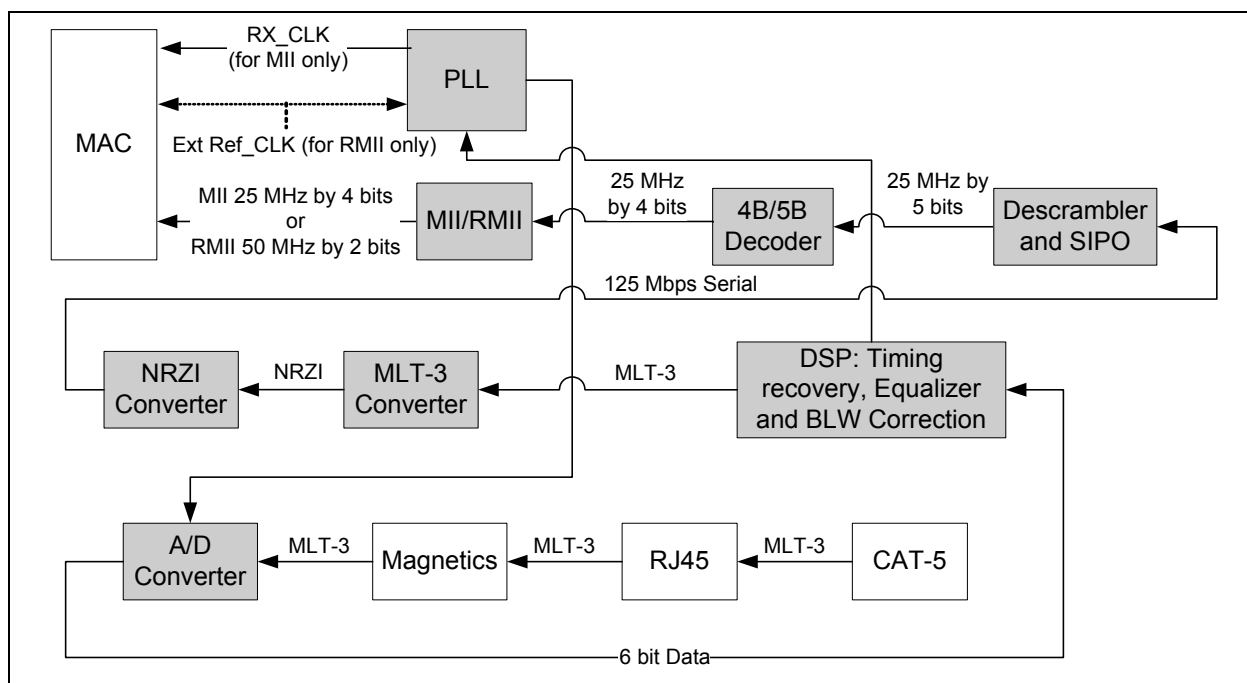 RX_CLK
(for MII only)
PLL
MAC
Ext Ref_CLK (for RMII only)
MII 25 MHz by 4 bits
or
RMII 50 MHz by 2 bits
MII/RMII
25 MHz
by 4 bits
4B/5B
Decoder
25 MHz by
5 bits
Descrambler
and SIPO
125 Mbps Serial
NRZI
Converter
NRZI
MLT-3
Converter
MLT-3
DSP: Timing
recovery, Equalizer
and BLW Correction
A/D
Converter
MLT-3
Magnetics
MLT-3
RJ45
MLT-3
CAT-5
6 bit Data